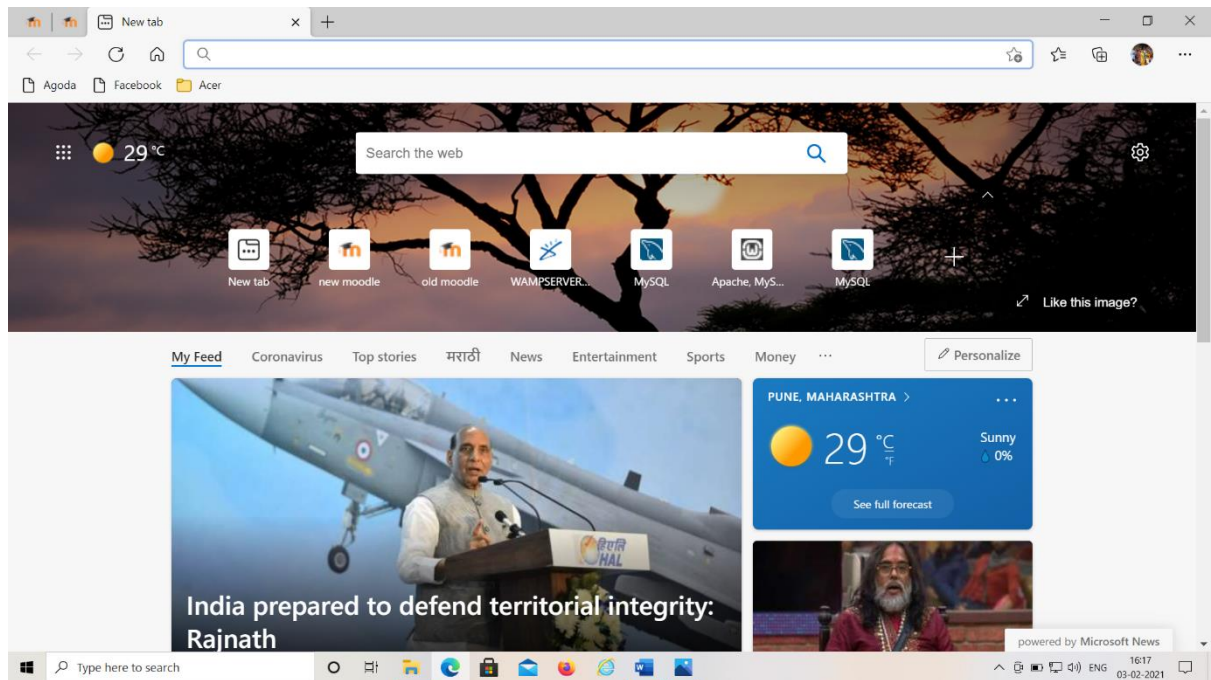 New tab
Agoda Facebook Acer
29 °C
Search the web
New tab new moodle old moodle WAMPSERVER... MySQL Apache, MyS... MySQL
Like this image?
My Feed Coronavirus Top stories मराठी News Entertainment Sports Money ... Personalize
PUNE, MAHARASHTRA > ...
29 °C °F Sunny
0%
See full forecast
हिएलि
HAL
India prepared to defend territorial integrity:
Rajnath
powered by Microsoft News
Type here to search
ENG 16:17
03-02-2021